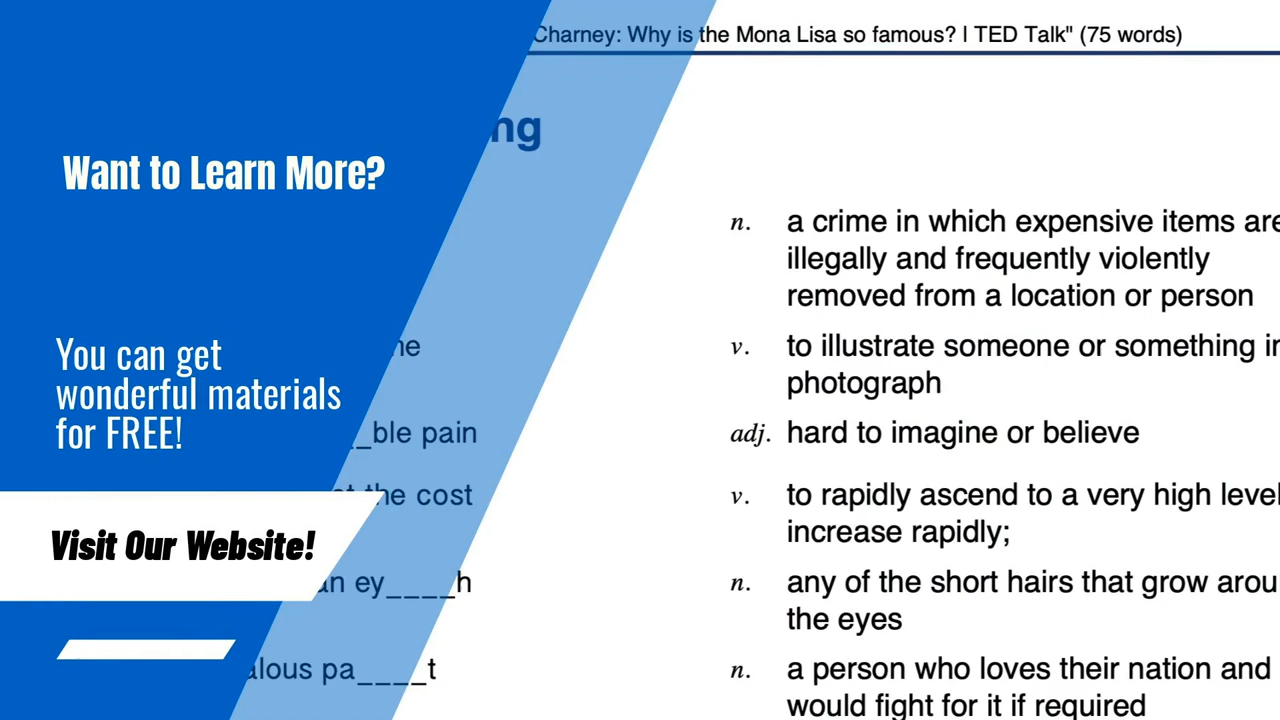 Charney: Why is the Mona Lisa so famous? | TED Talk" (75 words)
ng
Want to Learn More?
You can get
wonderful materials
for FREE!
Visit Our Website!
n. a crime in which expensive items are
illegally and frequently violently
removed from a location or person
he v. to illustrate someone or something in
photograph
_ble pain adj. hard to imagine or believe
the cost v. to rapidly ascend to a very high level
increase rapidly;
an ey____h n. any of the short hairs that grow arou
the eyes
alous pa____t n. a person who loves their nation and
would fight for it if required